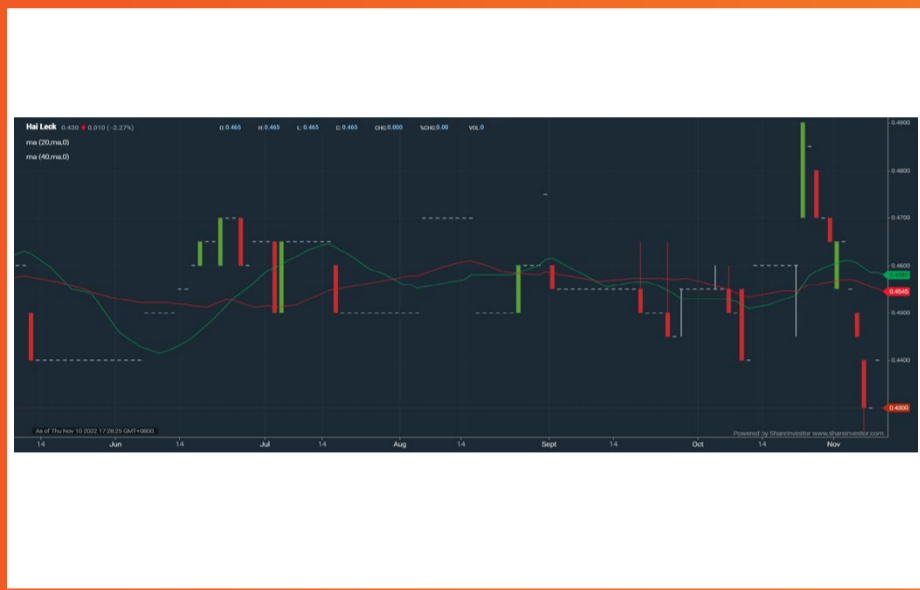 Hai Leck 0.430 0.010 (-2.27%) O:0.465 H:0.465 L: 0.465 C: 0.465 CHG:0.000 %CHG:0.00 VOL:0
ma (20,ma,0)
ma (40,ma,0)
0.4900
0.4800
0.4700
0.4600
0.4580
0.4545
0.4500
0.4400
0.4300
As of Thu Nov 10 2022 17:28:25 GMT+0800.
Powered by ShareInvestor www.shareinvestor.com
14 Jun 14 Jul 14 Aug 14 Sept 14 Oct 14 Nov